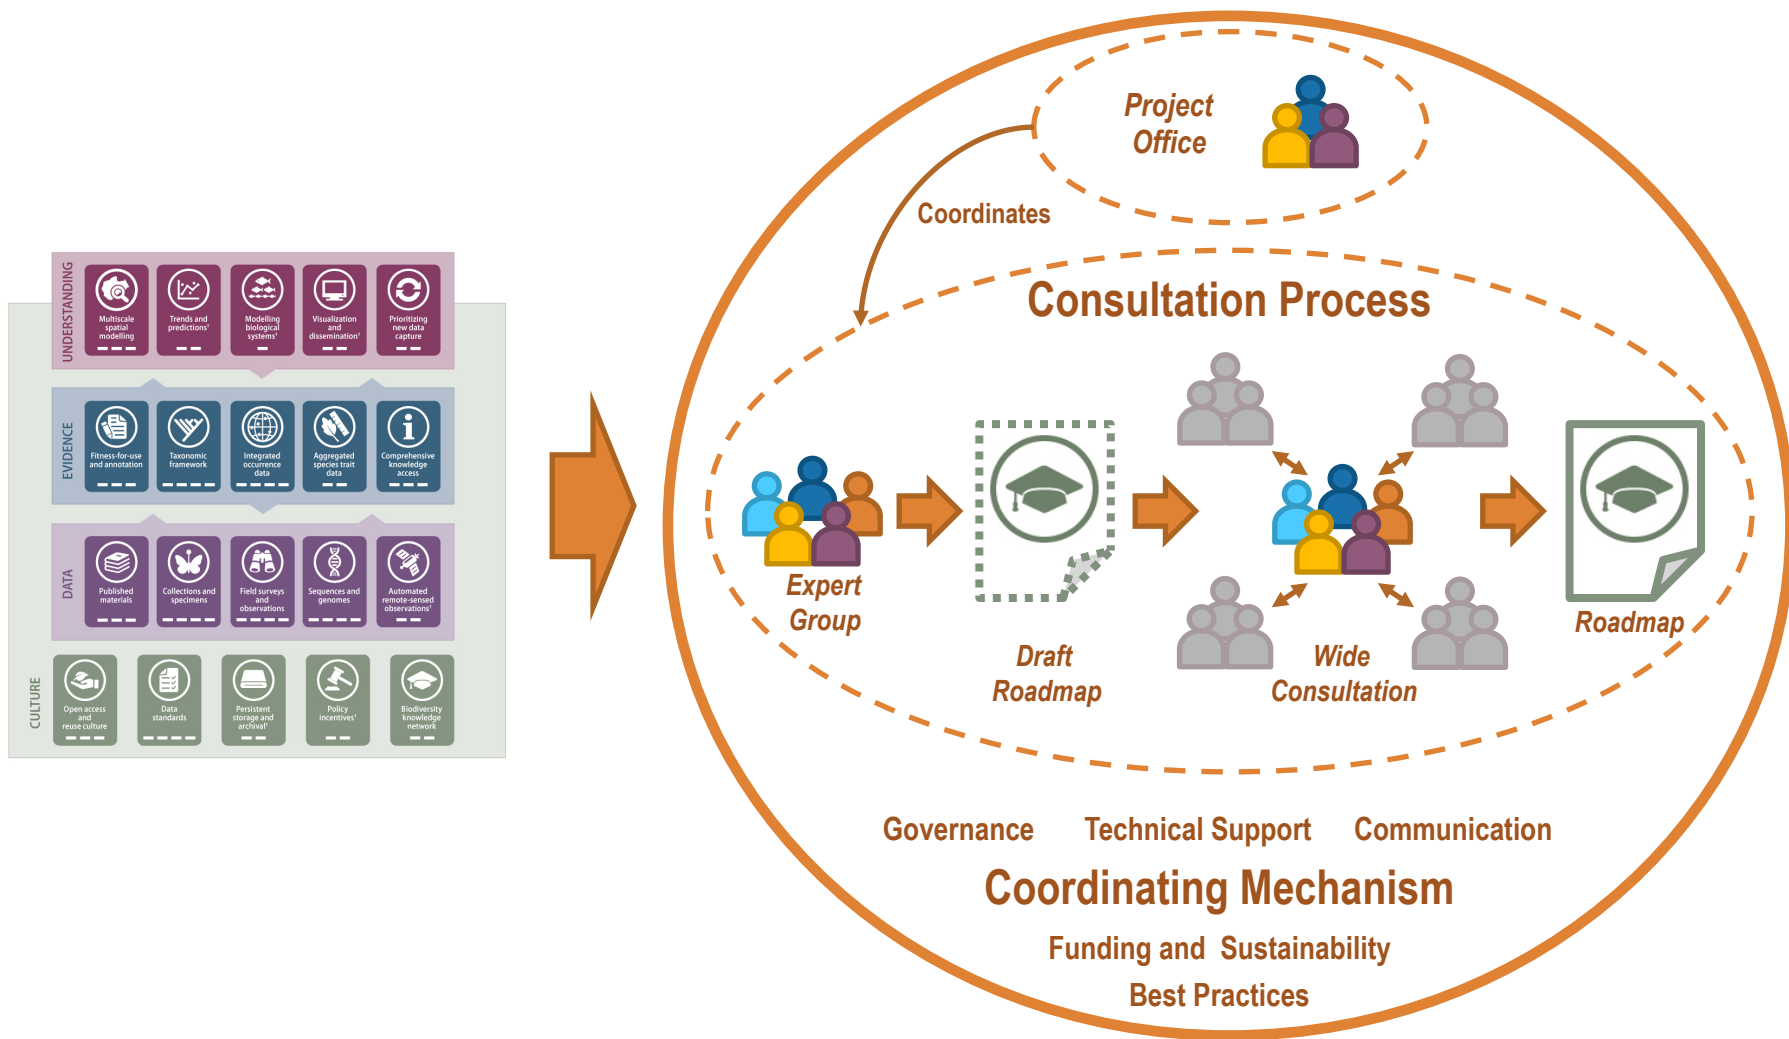 UNDERSTANDING
Multiscale
spatial
modelling
Trends and
predictions†
Modelling
biological
systems†
Visualization
and
dissemination†
Prioritizing
new data
capture
EVIDENCE
Fitness-for-use
and annotation
Taxonomic
framework
Integrated
occurrence
data
Aggregated
species trait
data
Comprehensive
knowledge
access
DATA
Published
materials
Collections and
specimens
Field surveys
and
observations
Sequences and
genomes
Automated
remote-sensed
observations†
CULTURE
Open access
and
reuse culture
Data
standards
Persistent
storage and
archival†
Policy
incentives†
Biodiversity
knowledge
network
Project
Office
Coordinates
Consultation Process
Expert
Group
Draft
Roadmap
Wide
Consultation
Roadmap
Governance
Technical Support
Communication
Coordinating Mechanism
Funding and Sustainability
Best Practices